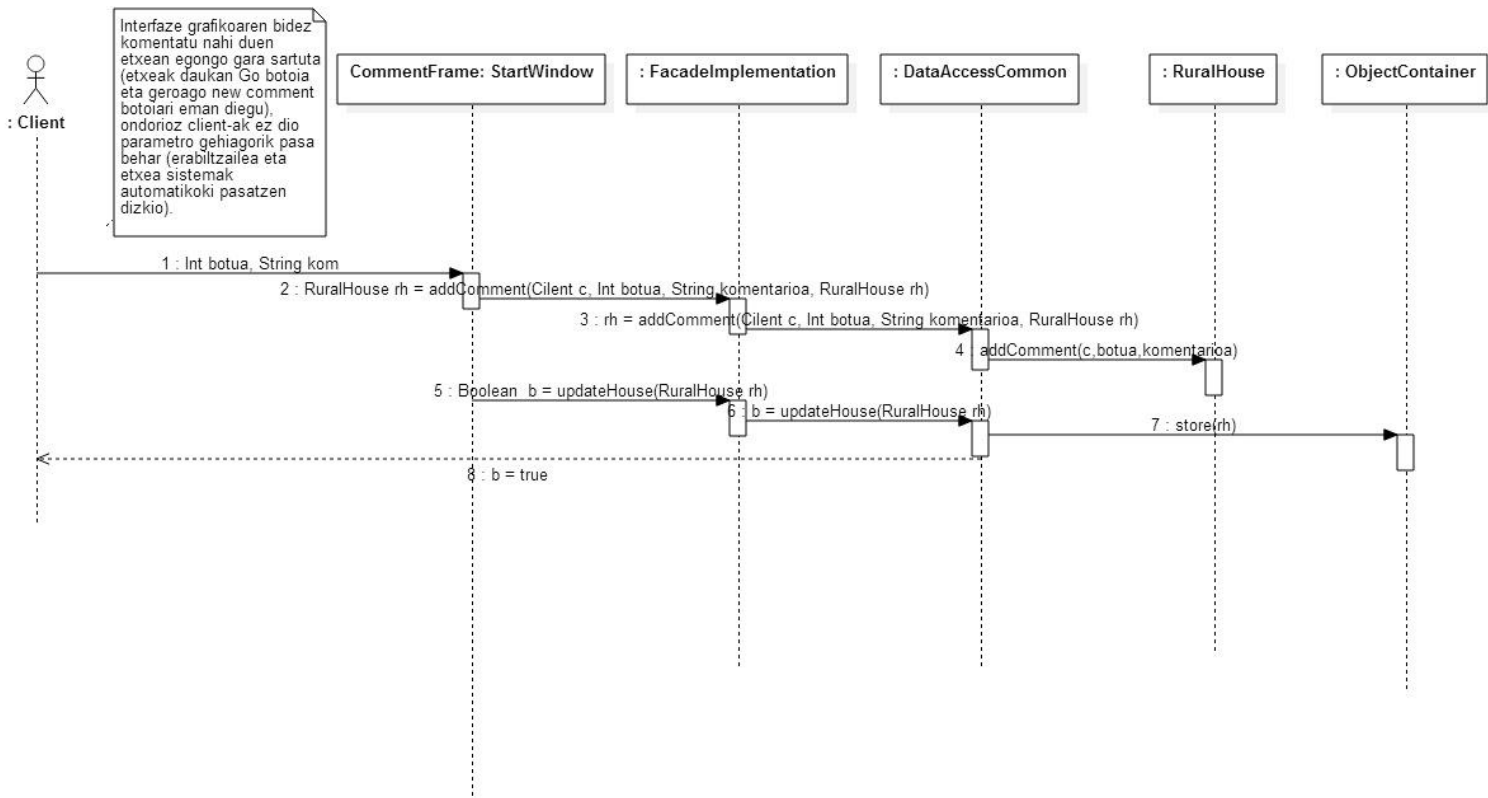 Interfaze grafikoaren bidez
komentatu nahi duen
etxean egongo gara sartuta
(etxeak daukan Go botoia
eta geroago new comment
botoiari eman diegu),
ondorioz client-ak ez dio
parametro gehiagorik pasa
behar (erabiltzailea eta
etxea sistemak
automatikoki pasatzen
dizkio).
: Client
CommentFrame: StartWindow
: FacadeImplementation
: DataAccessCommon
: RuralHouse
: ObjectContainer
1 : Int botua, String kom
2 : RuralHouse rh = addComment(Cilent c, Int botua, String komentarioa, RuralHouse rh)
3 : rh = addComment(Cilent c, Int botua, String komentarioa, RuralHouse rh)
4 : addComment(c,botua,komentarioa)
5 : Boolean b = updateHouse(RuralHouse rh)
6 : b = updateHouse(RuralHouse rh)
7 : store(rh)
8 : b = true